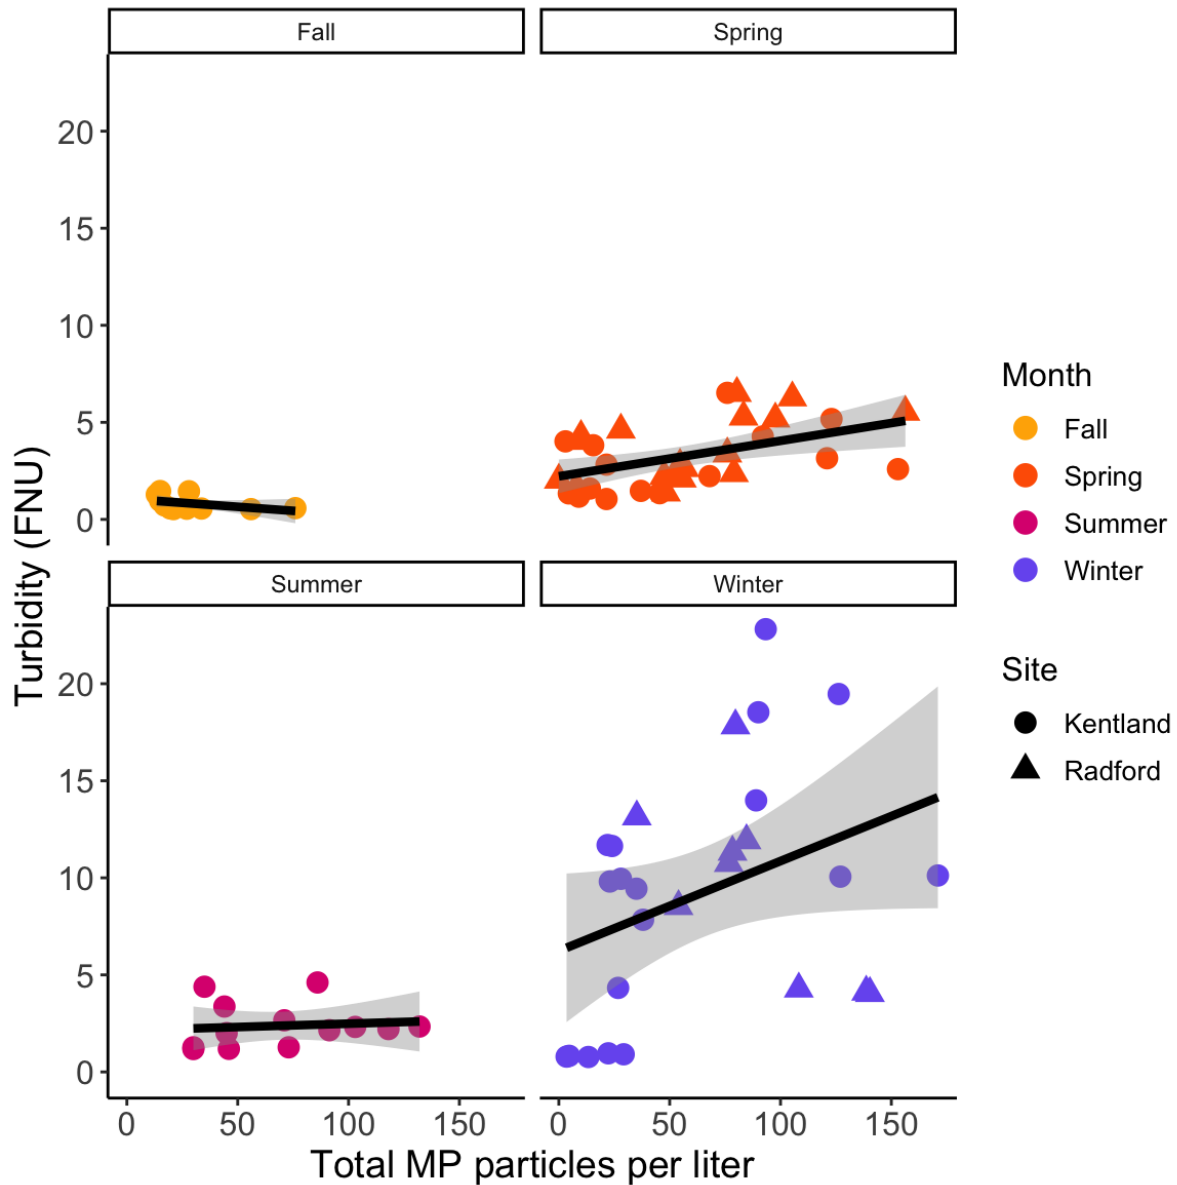 Fall
Spring
20
15
10
5
0
Turbidity (FNU)
Summer
Winter
20
15
10
5
0
0 50 100 150
0 50 100 150
Total MP particles per liter
Month
Fall
Spring
Summer
Winter
Site
Kentland
Radford